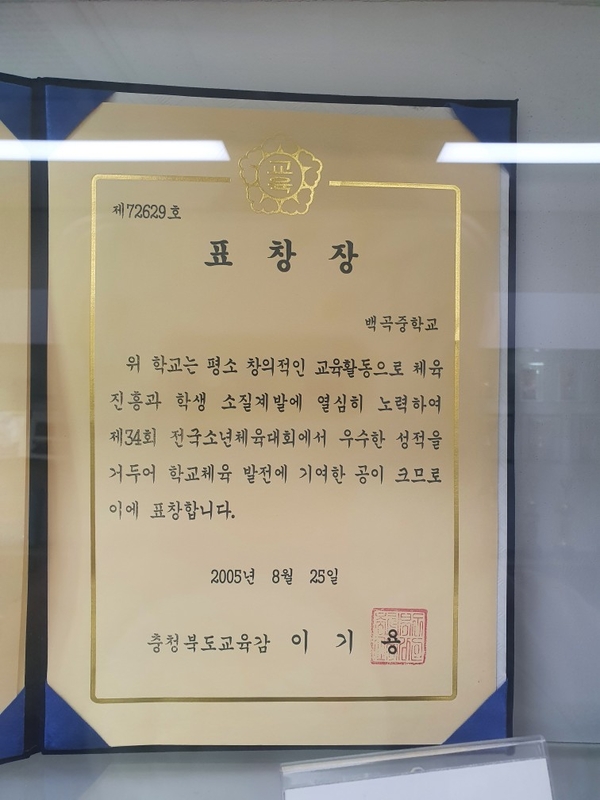 교육
제72629호
표 창 장
백곡중학교
위 학교는 평소 창의적인 교육활동으로 체육
진흥과 학생 소질계발에 열심히 노력하여
제34회 전국소년체육대회에서 우수한 성적을
거두어 학교체육 발전에 기여한 공이 크므로
이에 표창합니다.
2005년 8월 25일
충청북도교육감 이 기 용